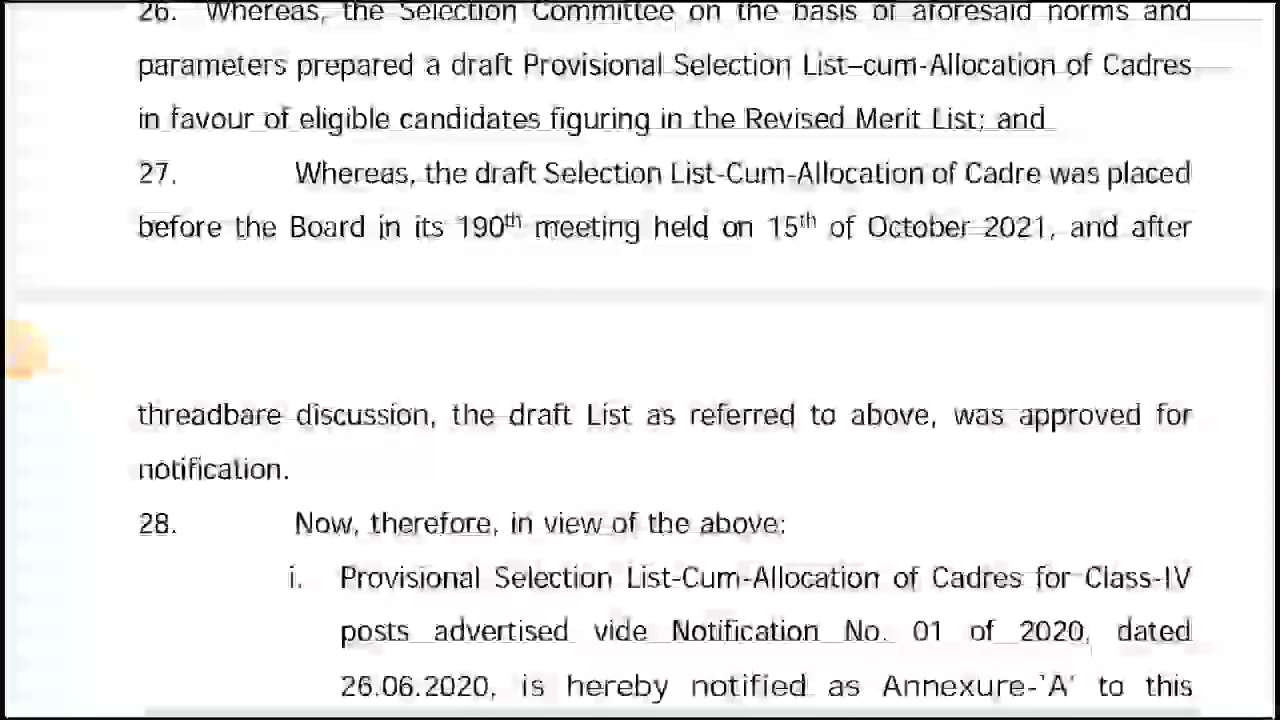 26. Whereas, the Selection Committee on the basis of aforesaid norms and
parameters prepared a draft Provisional Selection List–cum-Allocation of Cadres
in favour of eligible candidates figuring in the Revised Merit List; and
27. Whereas, the draft Selection List-Cum-Allocation of Cadre was placed
before the Board in its 190th meeting held on 15th of October 2021, and after
threadbare discussion, the draft List as referred to above, was approved for
notification.
28. Now, therefore, in view of the above:
i. Provisional Selection List-Cum-Allocation of Cadres for Class-IV
posts advertised vide Notification No. 01 of 2020, dated
26.06.2020, is hereby notified as Annexure-'A' to this